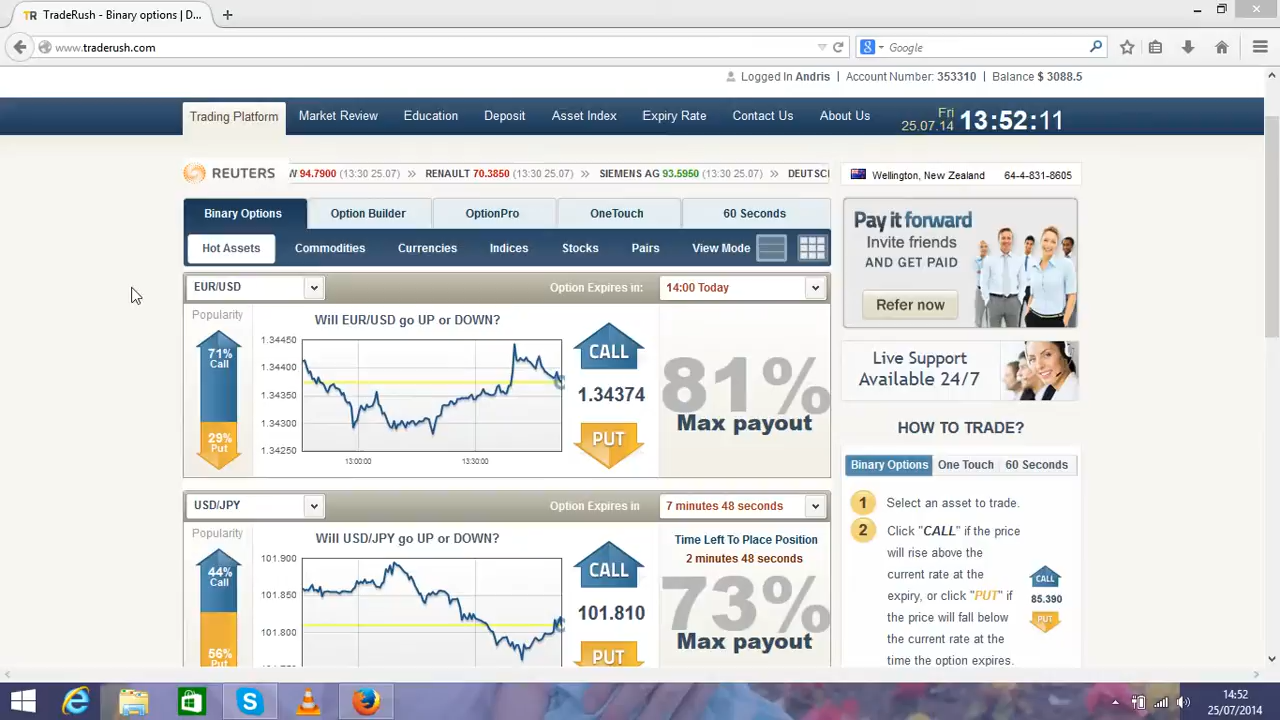 TR TradeRush - Binary options | D...
www.traderush.com
Google
Logged In Andris | Account Number: 353310 | Balance $ 3088.5
Trading Platform Market Review Education Deposit Asset Index Expiry Rate Contact Us About Us
Fri
25.07.14 13:52:11
REUTERS W 94.7900 (13:30 25.07) >> RENAULT 70.3850 (13:30 25.07) >> SIEMENS AG 93.5950 (13:30 25.07) >> DEUTSC
Wellington, New Zealand 64-4-831-8605
Binary Options Option Builder OptionPro OneTouch 60 Seconds
Hot Assets Commodities Currencies Indices Stocks Pairs View Mode
Pay it forward
Invite friends
AND GET PAID
Refer now
EUR/USD Option Expires in: 14:00 Today
Popularity
Will EUR/USD go UP or DOWN?
71%
Call
29%
Put
1.34450
1.34400
1.34350
1.34300
1.34250
13:00:00 13:30:00
CALL
1.34374
PUT
81%
Max payout
Live Support
Available 24/7
HOW TO TRADE?
Binary Options One Touch 60 Seconds
1 Select an asset to trade.
2 Click "CALL" if the price
will rise above the
current rate at the
expiry, or click "PUT" if
the price will fall below
the current rate at the
time the option expires.
CALL
85.390
PUT
USD/JPY Option Expires in 7 minutes 48 seconds
Popularity
Will USD/JPY go UP or DOWN?
44%
Call
56%
Put
101.900
101.850
101.800
CALL
101.810
PUT
Time Left To Place Position
2 minutes 48 seconds
73%
Max payout
14:52
25/07/2014